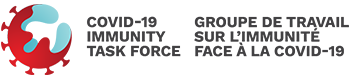 COVID-19
IMMUNITY
TASK FORCE
GROUPE DE TRAVAIL
SUR L'IMMUNITÉ
FACE À LA COVID-19